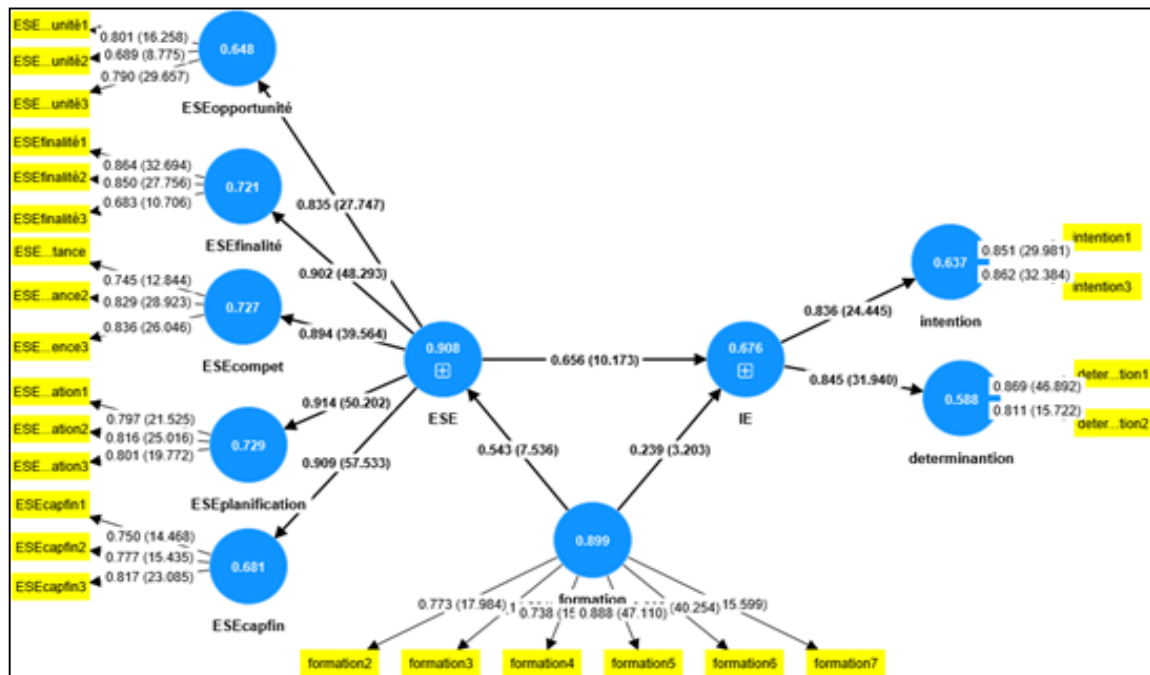 ESE...unité1
0.801 (16.258)
ESE...unité2
0.689 (8.775)
0.790 (29.657)
ESE...unité3
0.648
ESEopportunité
ESEfinalité1
0.864 (32.694)
ESEfinalité2
0.850 (27.756)
0.683 (10.706)
ESEfinalité3
0.721
ESEfinalité
ESE...tance
0.745 (12.844)
ESE...ance2
0.829 (28.923)
0.836 (26.046)
ESE...ence3
0.727
ESEcompet
ESE...ation1
0.797 (21.525)
ESE...ation2
0.816 (25.016)
0.801 (19.772)
ESE...ation3
0.729
ESEplanification
ESEcapfin1
0.750 (14.468)
ESEcapfin2
0.777 (15.435)
0.817 (23.085)
ESEcapfin3
0.681
ESEcapfin
0.835 (27.747)
0.902 (48.293)
0.894 (39.564)
0.914 (50.202)
0.909 (57.533)
0.908
ESE
0.656 (10.173)
0.543 (7.536)
0.239 (3.203)
0.676
IE
0.836 (24.445)
0.845 (31.940)
0.637
intention
0.851 (29.981)
0.862 (32.384)
intention1
intention3
0.588
determinantion
0.869 (46.892)
0.811 (15.722)
deter...tion1
deter...tion2
0.899
formation
0.773 (17.984)
0.738 (15
0.888 (47.110)
(40.254)
15.599)
formation2
formation3
formation4
formation5
formation6
formation7